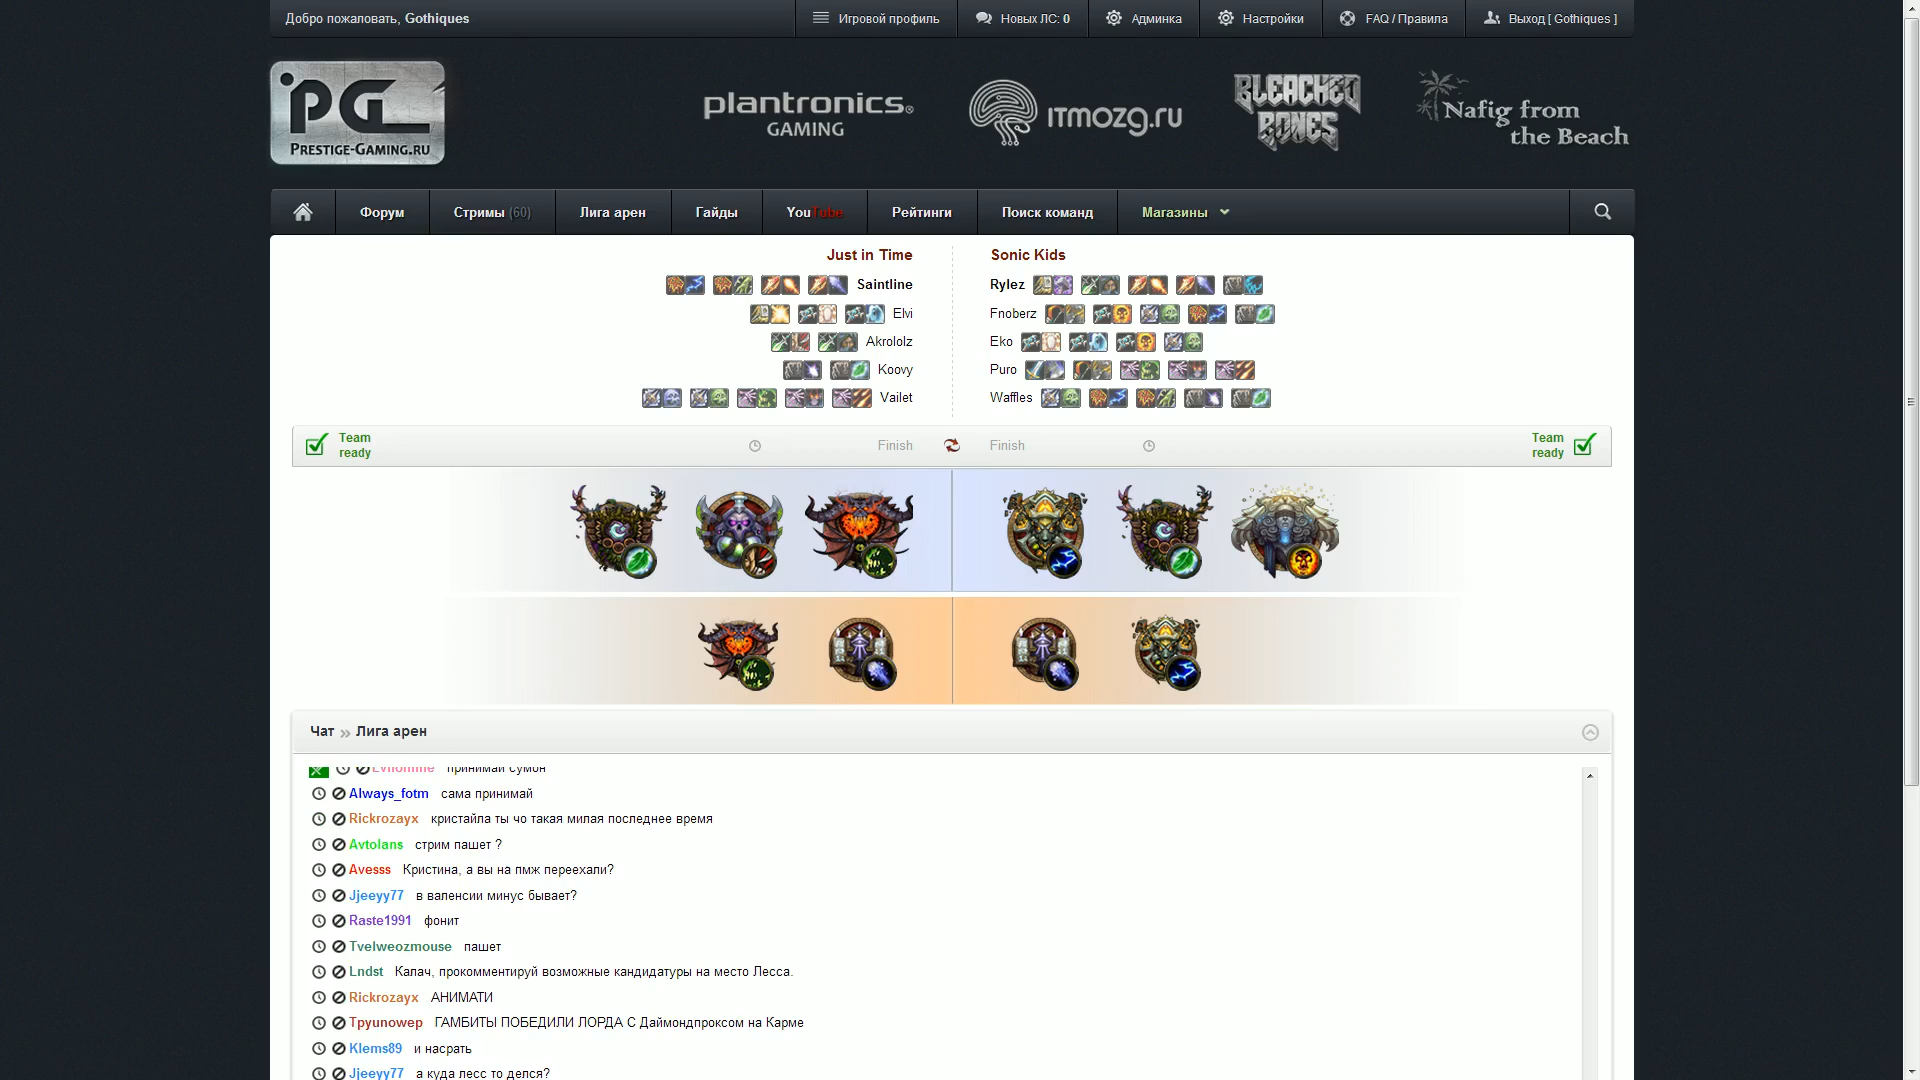 Добро пожаловать, Gothiques
Игровой профиль
Новых ЛС: 0
Админка
Настройки
FAQ / Правила
Выход [ Gothiques ]
PG
PRESTIGE-GAMING.RU
plantronics®
GAMING
ITMOZG.RU
BLEACHED
BONES
Nafig from
the Beach
Форум
Стримы (60)
Лига арен
Гайды
YouTube
Рейтинги
Поиск команд
Магазины
Just in Time
Saintline
Elvi
Akrololz
Koovy
Vailet
Sonic Kids
Rylez
Fnoberz
Eko
Puro
Waffles
Team
ready
Finish
Finish
Team
ready
Чат » Лига арен
Evilomine принимай сумон
Always_fotm сама принимай
Rickrozayx кристайла ты чо такая милая последнее время
Avtolans стрим пашет ?
Avesss Кристина, а вы на пмж переехали?
Jjeeyy77 в валенсии минус бывает?
Raste1991 фонит
Tvelweozmouse пашет
Lndst Калач, прокомментируй возможные кандидатуры на место Лесса.
Rickrozayx АНИМАТИ
Tpyunowep ГАМБИТЫ ПОБЕДИЛИ ЛОРДА С Даймондпроксом на Карме
Klems89 и насрать
Jjeeyy77 а куда лесс то делся?